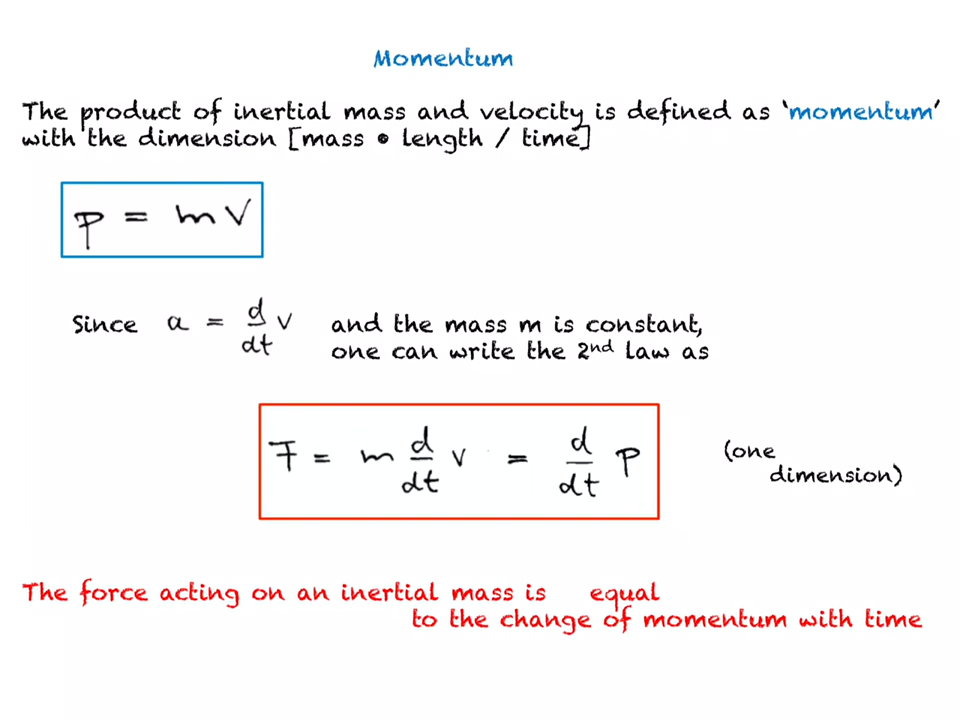 Momentum
The product of inertial mass and velocity is defined as ‘momentum’
with the dimension [mass • length / time]
p = mv
Since a = d/dt v and the mass m is constant,
one can write the 2nd law as
F = m d/dt v = d/dt p
(one
dimension)
The force acting on an inertial mass is equal
to the change of momentum with time